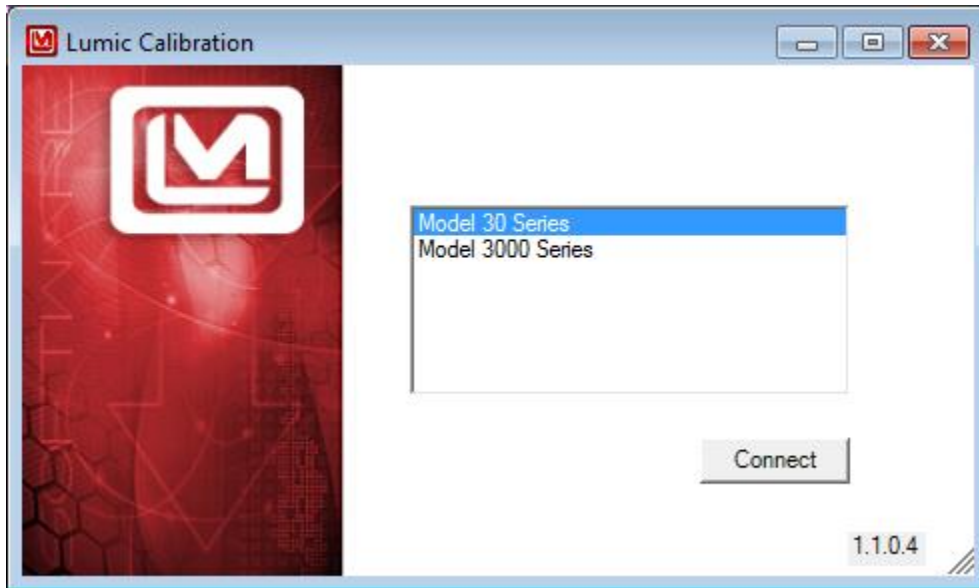 Lumic Calibration
Model 30 Series
Model 3000 Series
Connect
1.1.0.4